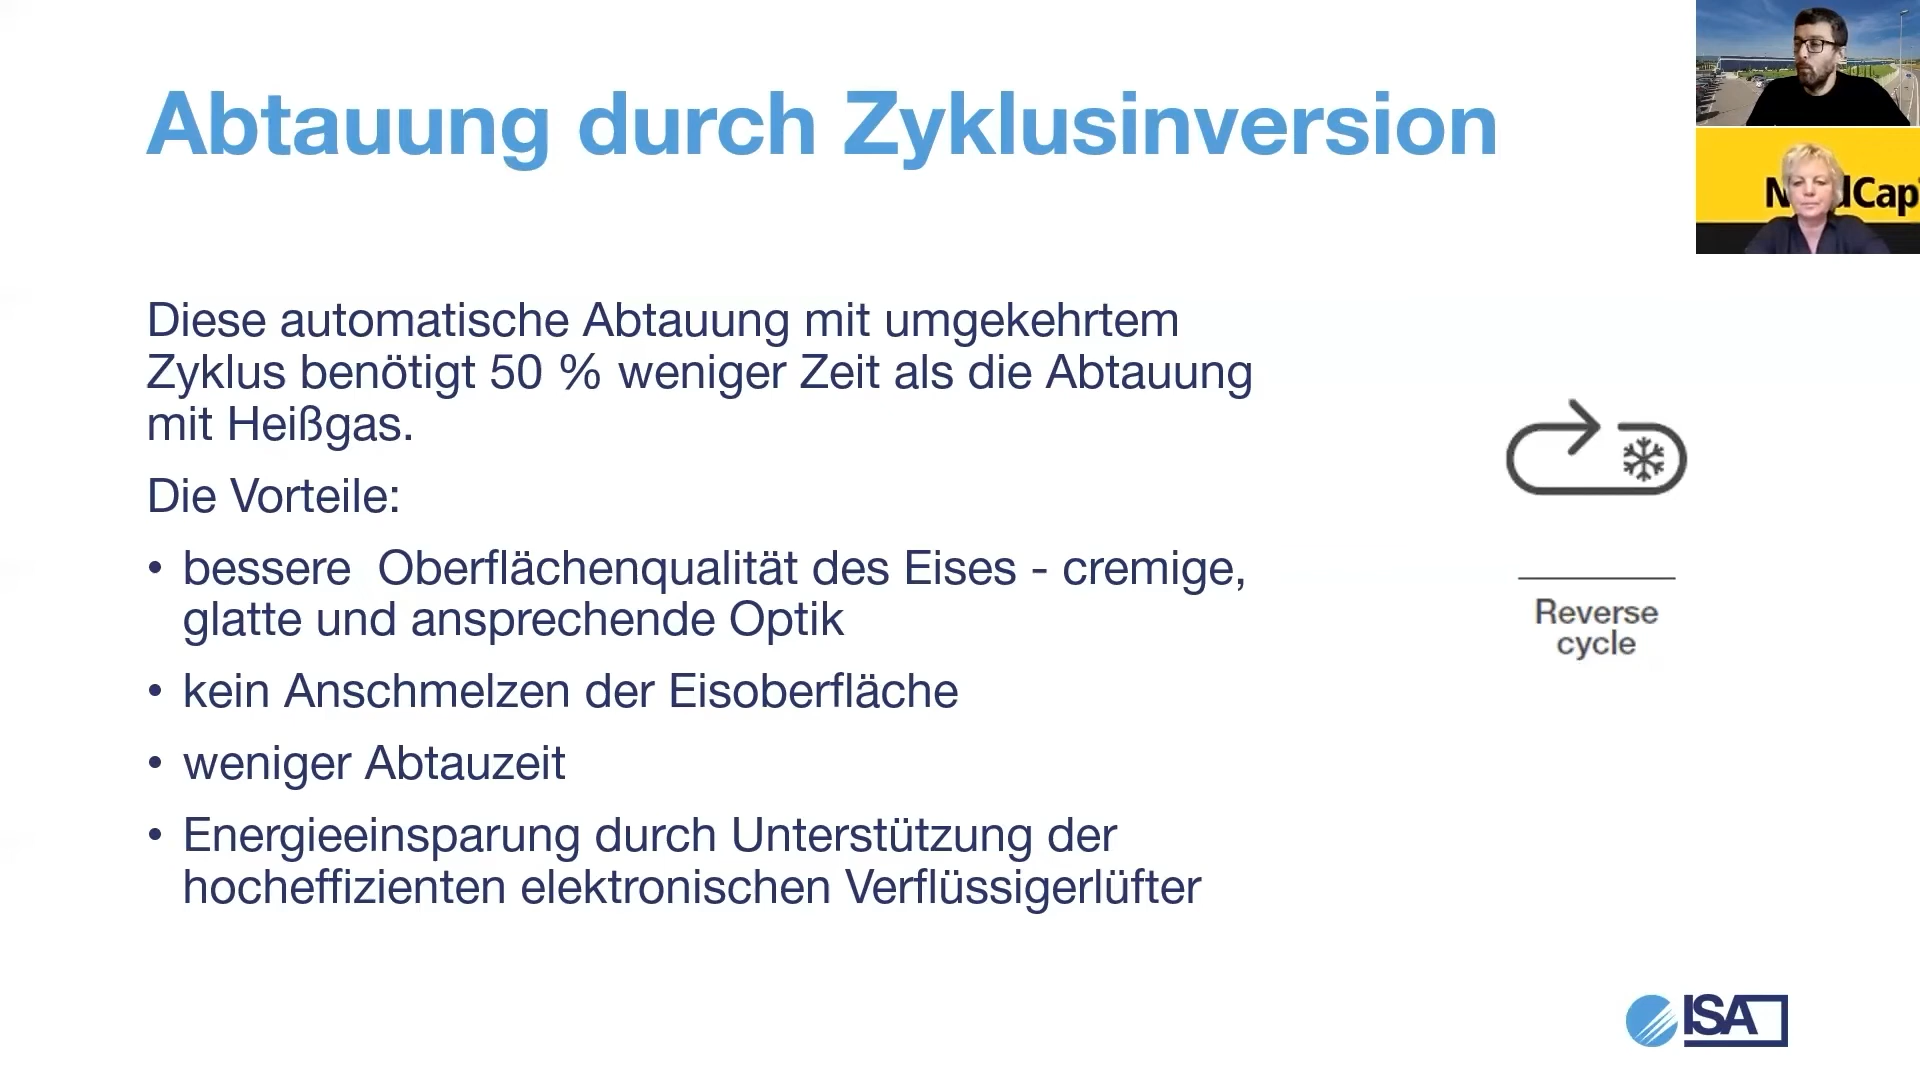 Abtauung durch Zyklusinversion
Diese automatische Abtauung mit umgekehrtem
Zyklus benötigt 50 % weniger Zeit als die Abtauung
mit Heißgas.
Die Vorteile:
• bessere  Oberflächenqualität des Eises - cremige,
glatte und ansprechende Optik
• kein Anschmelzen der Eisoberfläche
• weniger Abtauzeit
• Energieeinsparung durch Unterstützung der
hocheffizienten elektronischen Verflüssigerlüfter
Reverse
cycle
ISA